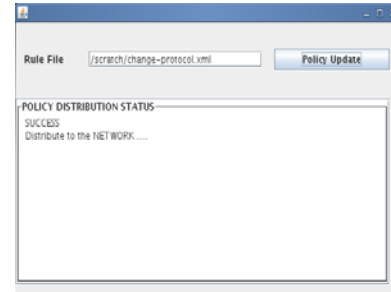 Rule File
/scratch/change-protocol.xml
Policy Update
POLICY DISTRIBUTION STATUS
SUCCESS
Distribute to the NETWORK .....